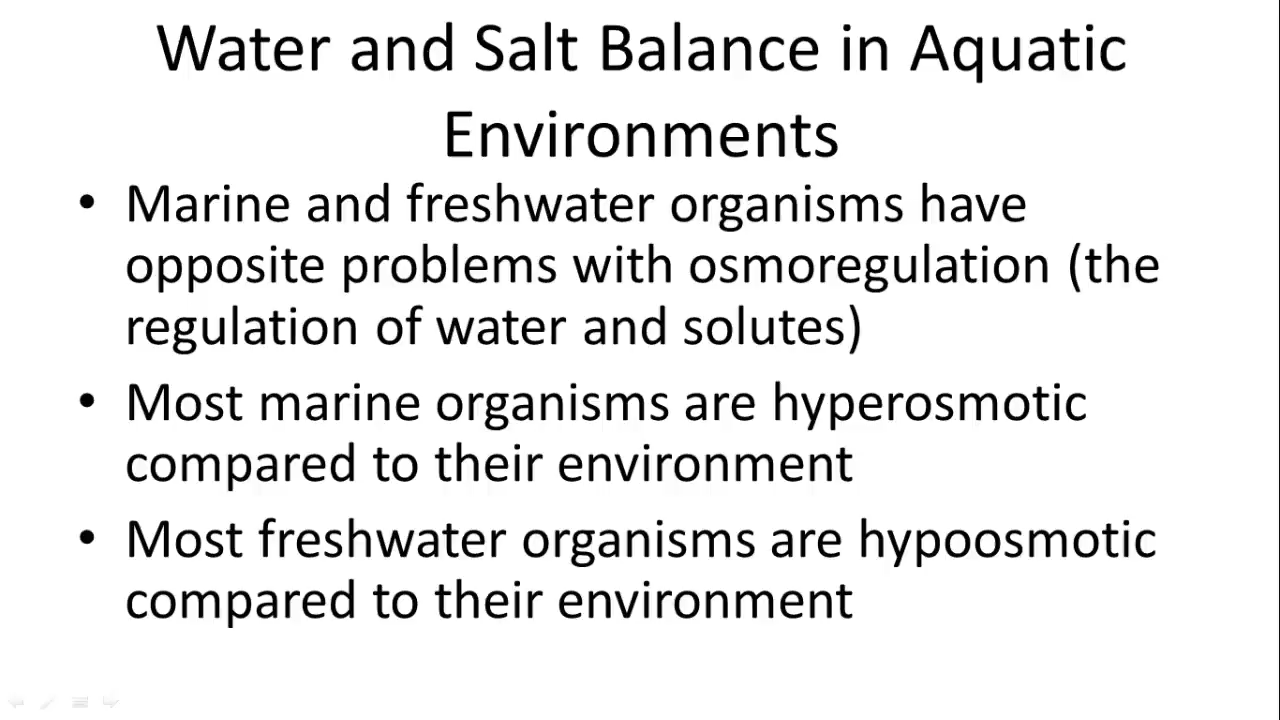 Water and Salt Balance in Aquatic
Environments
• Marine and freshwater organisms have
opposite problems with osmoregulation (the
regulation of water and solutes)
• Most marine organisms are hyperosmotic
compared to their environment
• Most freshwater organisms are hypoosmotic
compared to their environment